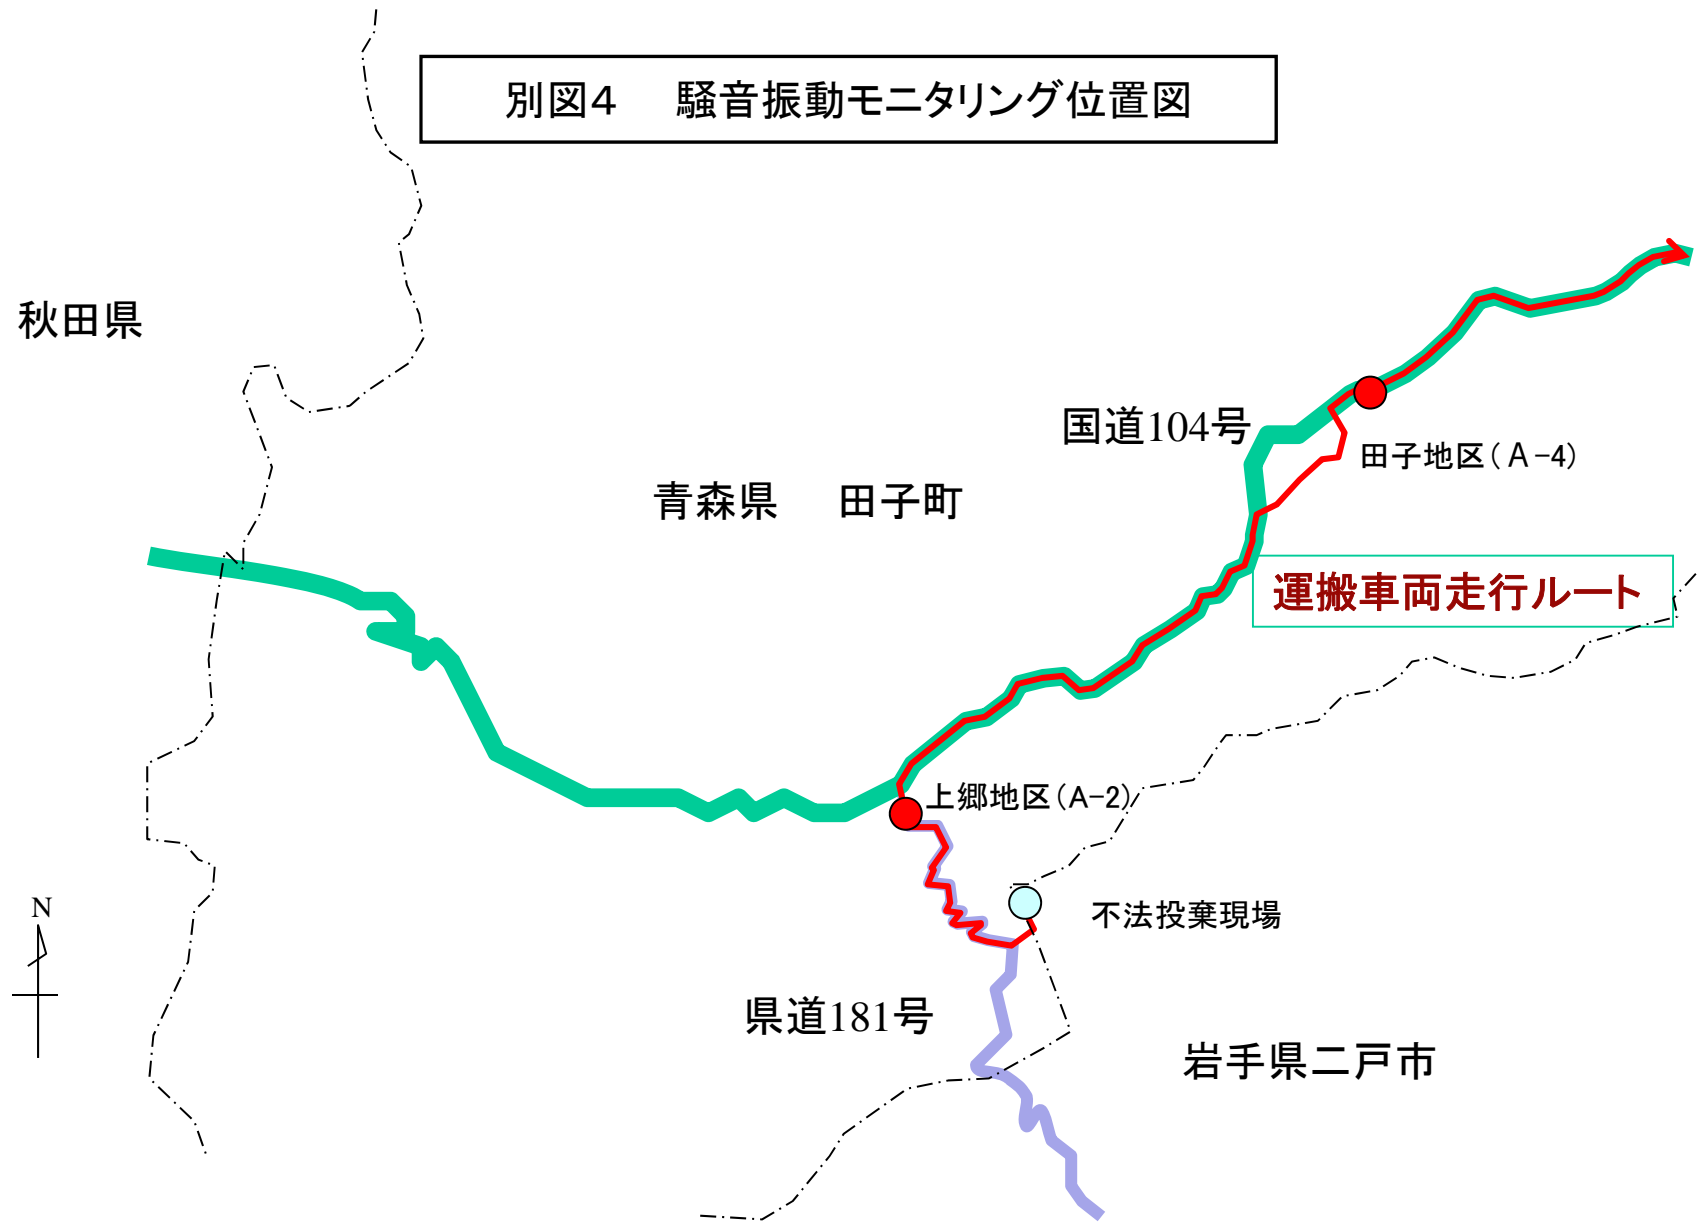 別図４　騒音振動モニタリング位置図
秋田県
国道104号
田子地区（Ａ-4）
青森県　田子町
運搬車両走行ルート
上郷地区（A-2）
N
不法投棄現場
県道181号
岩手県二戸市